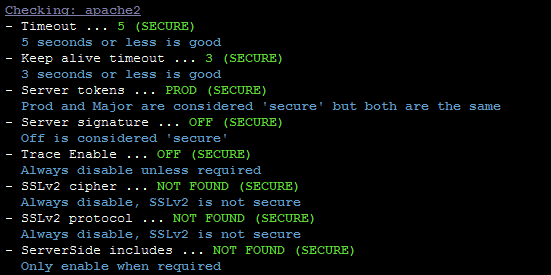 Checking: apache2
- Timeout ... 5 (SECURE)
5 seconds or less is good
- Keep alive timeout ... 3 (SECURE)
3 seconds or less is good
- Server tokens ... PROD (SECURE)
Prod and Major are considered 'secure' but both are the same
- Server signature ... OFF (SECURE)
Off is considered 'secure'
- Trace Enable ... OFF (SECURE)
Always disable unless required
- SSLv2 cipher ... NOT FOUND (SECURE)
Always disable, SSLv2 is not secure
- SSLv2 protocol ... NOT FOUND (SECURE)
Always disable, SSLv2 is not secure
- ServerSide includes ... NOT FOUND (SECURE)
Only enable when required